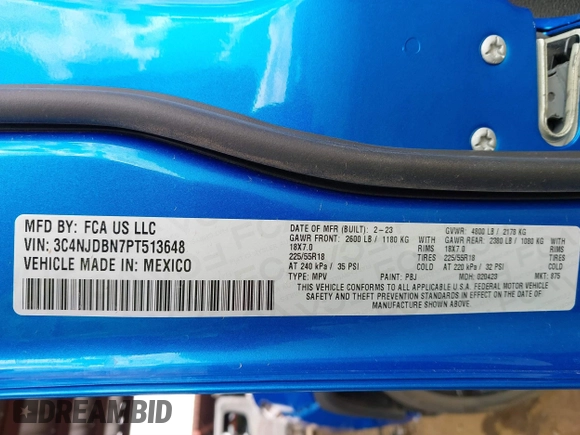 MFD BY: FCA US LLC
VIN: 3C4NJDBN7PT513648
VEHICLE MADE IN: MEXICO
DATE OF MFR (BUILT): 2-23 GVWR: 4800 LB / 2178 KG
GAWR FRONT: 2600 LB / 1180 KG WITH GAWR REAR: 2380 LB / 1080 KG WITH
18X7.0 RIMS 18X7.0 RIMS
225/55R18 TIRES 225/55R18 TIRES
AT 240 kPa / 35 PSI COLD AT 220 kPa / 32 PSI COLD
TYPE: MPV PAINT: PBJ MDH: 020423 MKT: 875
THIS VEHICLE CONFORMS TO ALL APPLICABLE U.S.A. FEDERAL MOTOR VEHICLE
SAFETY AND THEFT PREVENTION STANDARDS IN EFFECT ON THE DATE OF
MANUFACTURE SHOWN ABOVE.
DREAMBID